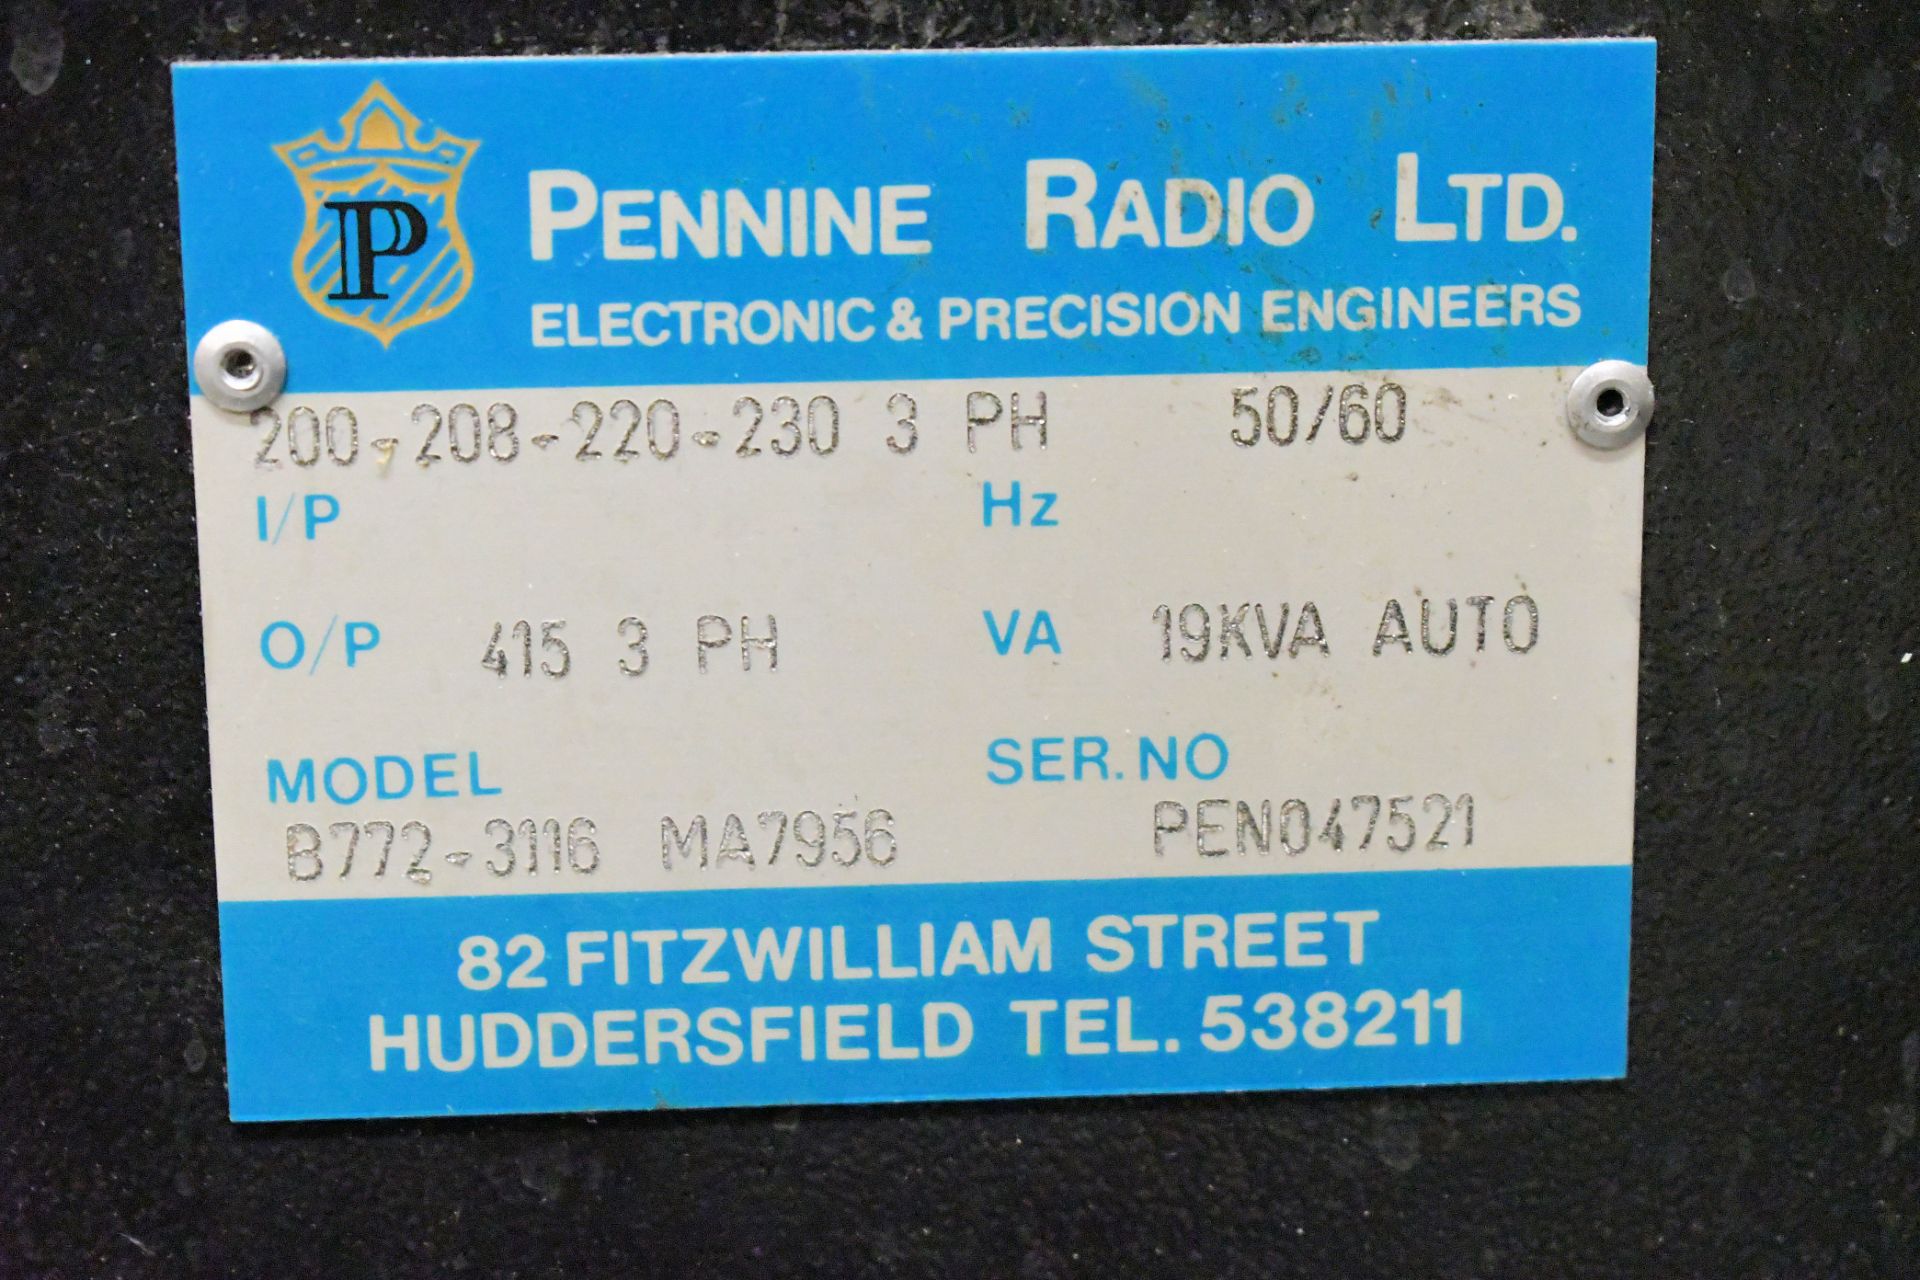 P
PENNINE RADIO LTD.
ELECTRONIC & PRECISION ENGINEERS
200-208-220-230 3 PH 50/60
I/P Hz
O/P 415 3 PH VA 19KVA AUTO
MODEL SER. NO
B772-3116 MA7956 PEN047521
82 FITZWILLIAM STREET
HUDDERSFIELD TEL. 538211